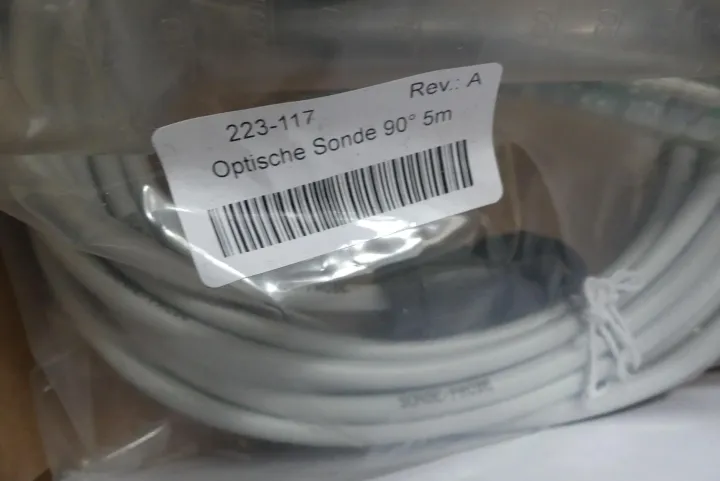 Rev.: A
223-117
Optische Sonde 90° 5m